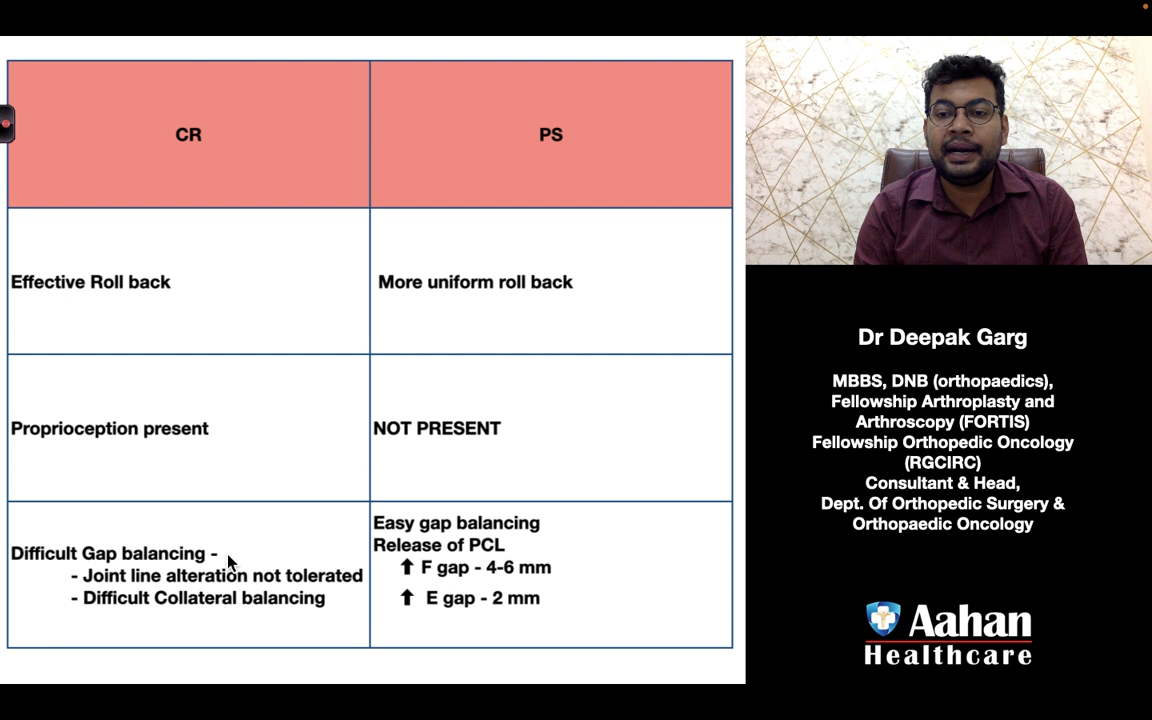 CR
PS
Effective Roll back
More uniform roll back
Proprioception present
NOT PRESENT
Difficult Gap balancing -
- Joint line alteration not tolerated
- Difficult Collateral balancing
Easy gap balancing
Release of PCL
⬆ F gap - 4-6 mm
⬆ E gap - 2 mm
Dr Deepak Garg
MBBS, DNB (orthopaedics),
Fellowship Arthroplasty and
Arthroscopy (FORTIS)
Fellowship Orthopedic Oncology
(RGCIRC)
Consultant & Head,
Dept. Of Orthopedic Surgery &
Orthopaedic Oncology
Aahan
Healthcare